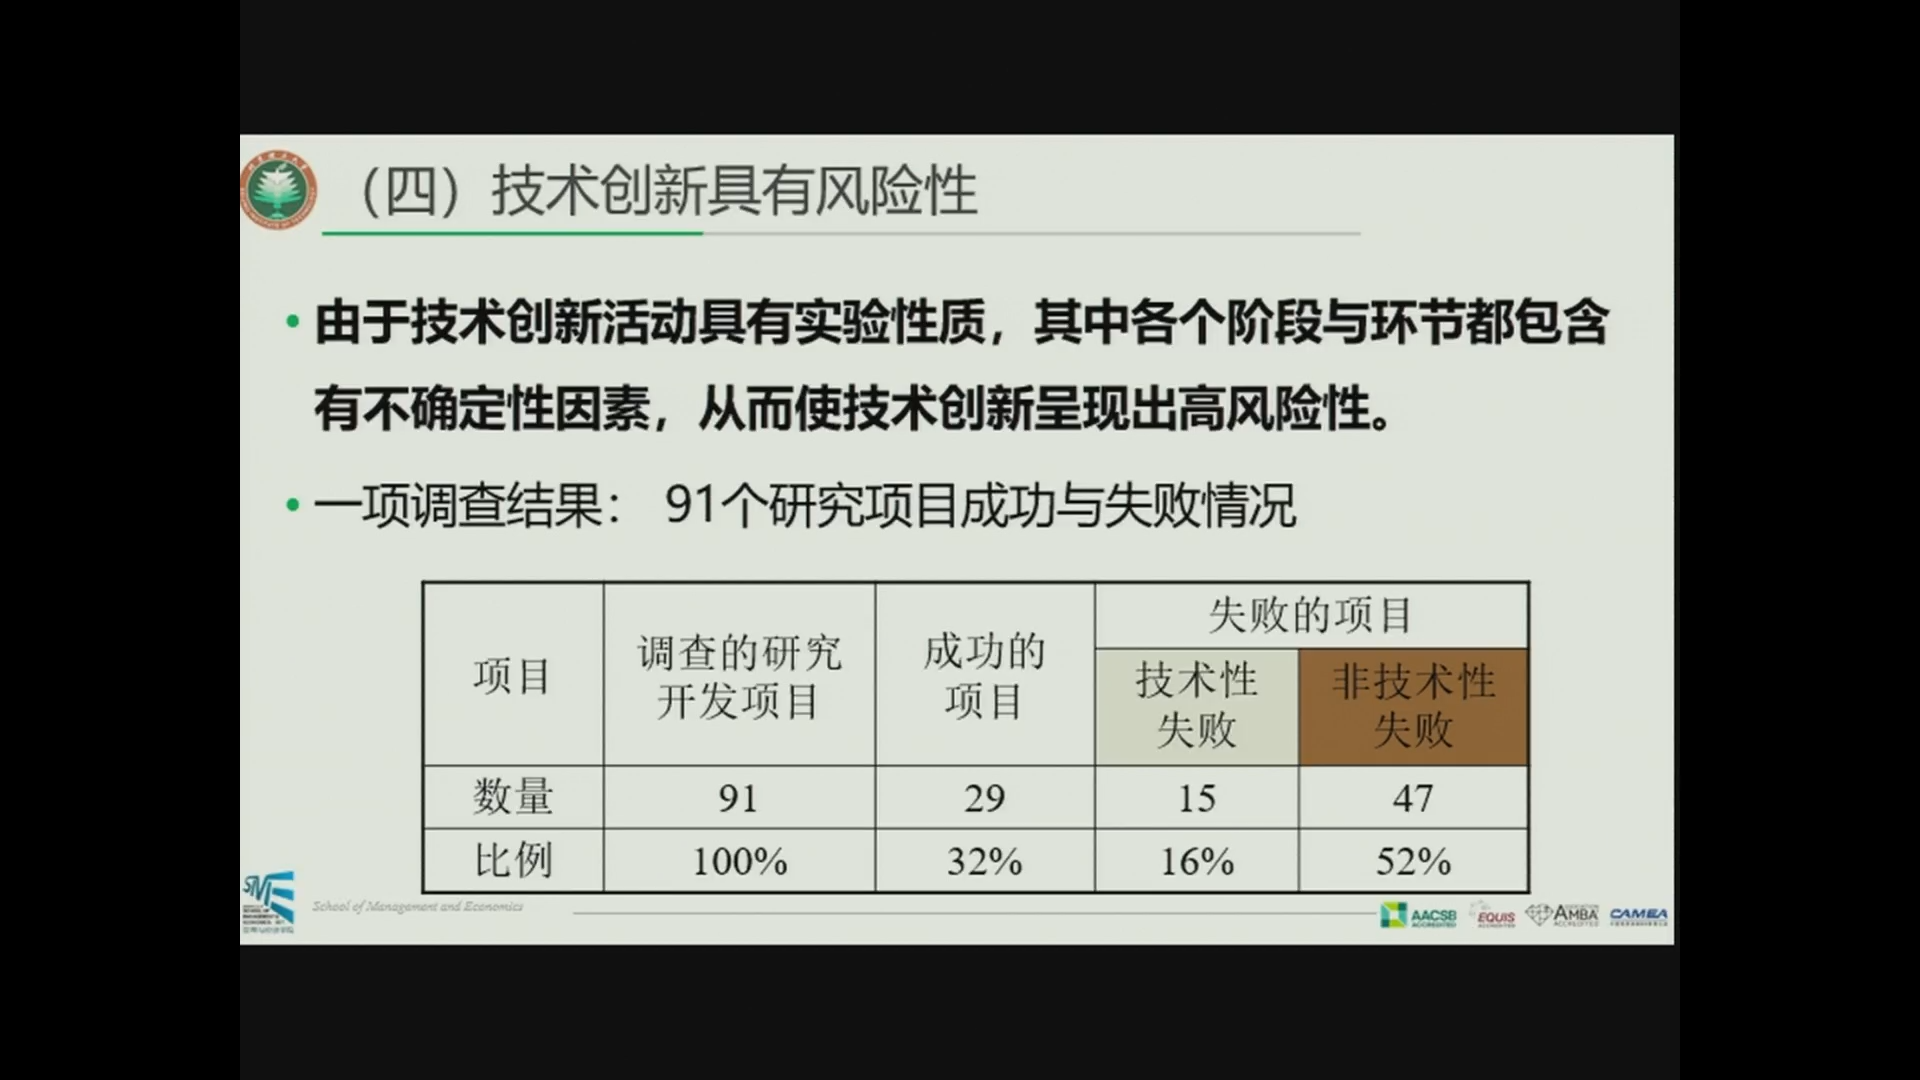 （四）技术创新具有风险性
• 由于技术创新活动具有实验性质，其中各个阶段与环节都包含
有不确定性因素，从而使技术创新呈现出高风险性。
• 一项调查结果： 91个研究项目成功与失败情况
项目
调查的研究
开发项目
成功的
项目
失败的项目
技术性
失败
非技术性
失败
数量 91 29 15 47
比例 100% 32% 16% 52%
School of Management and Economics
AACSB
ACCREDITED
EQUIS
ACCREDITED
AMBA
ACCREDITED
CAMEA